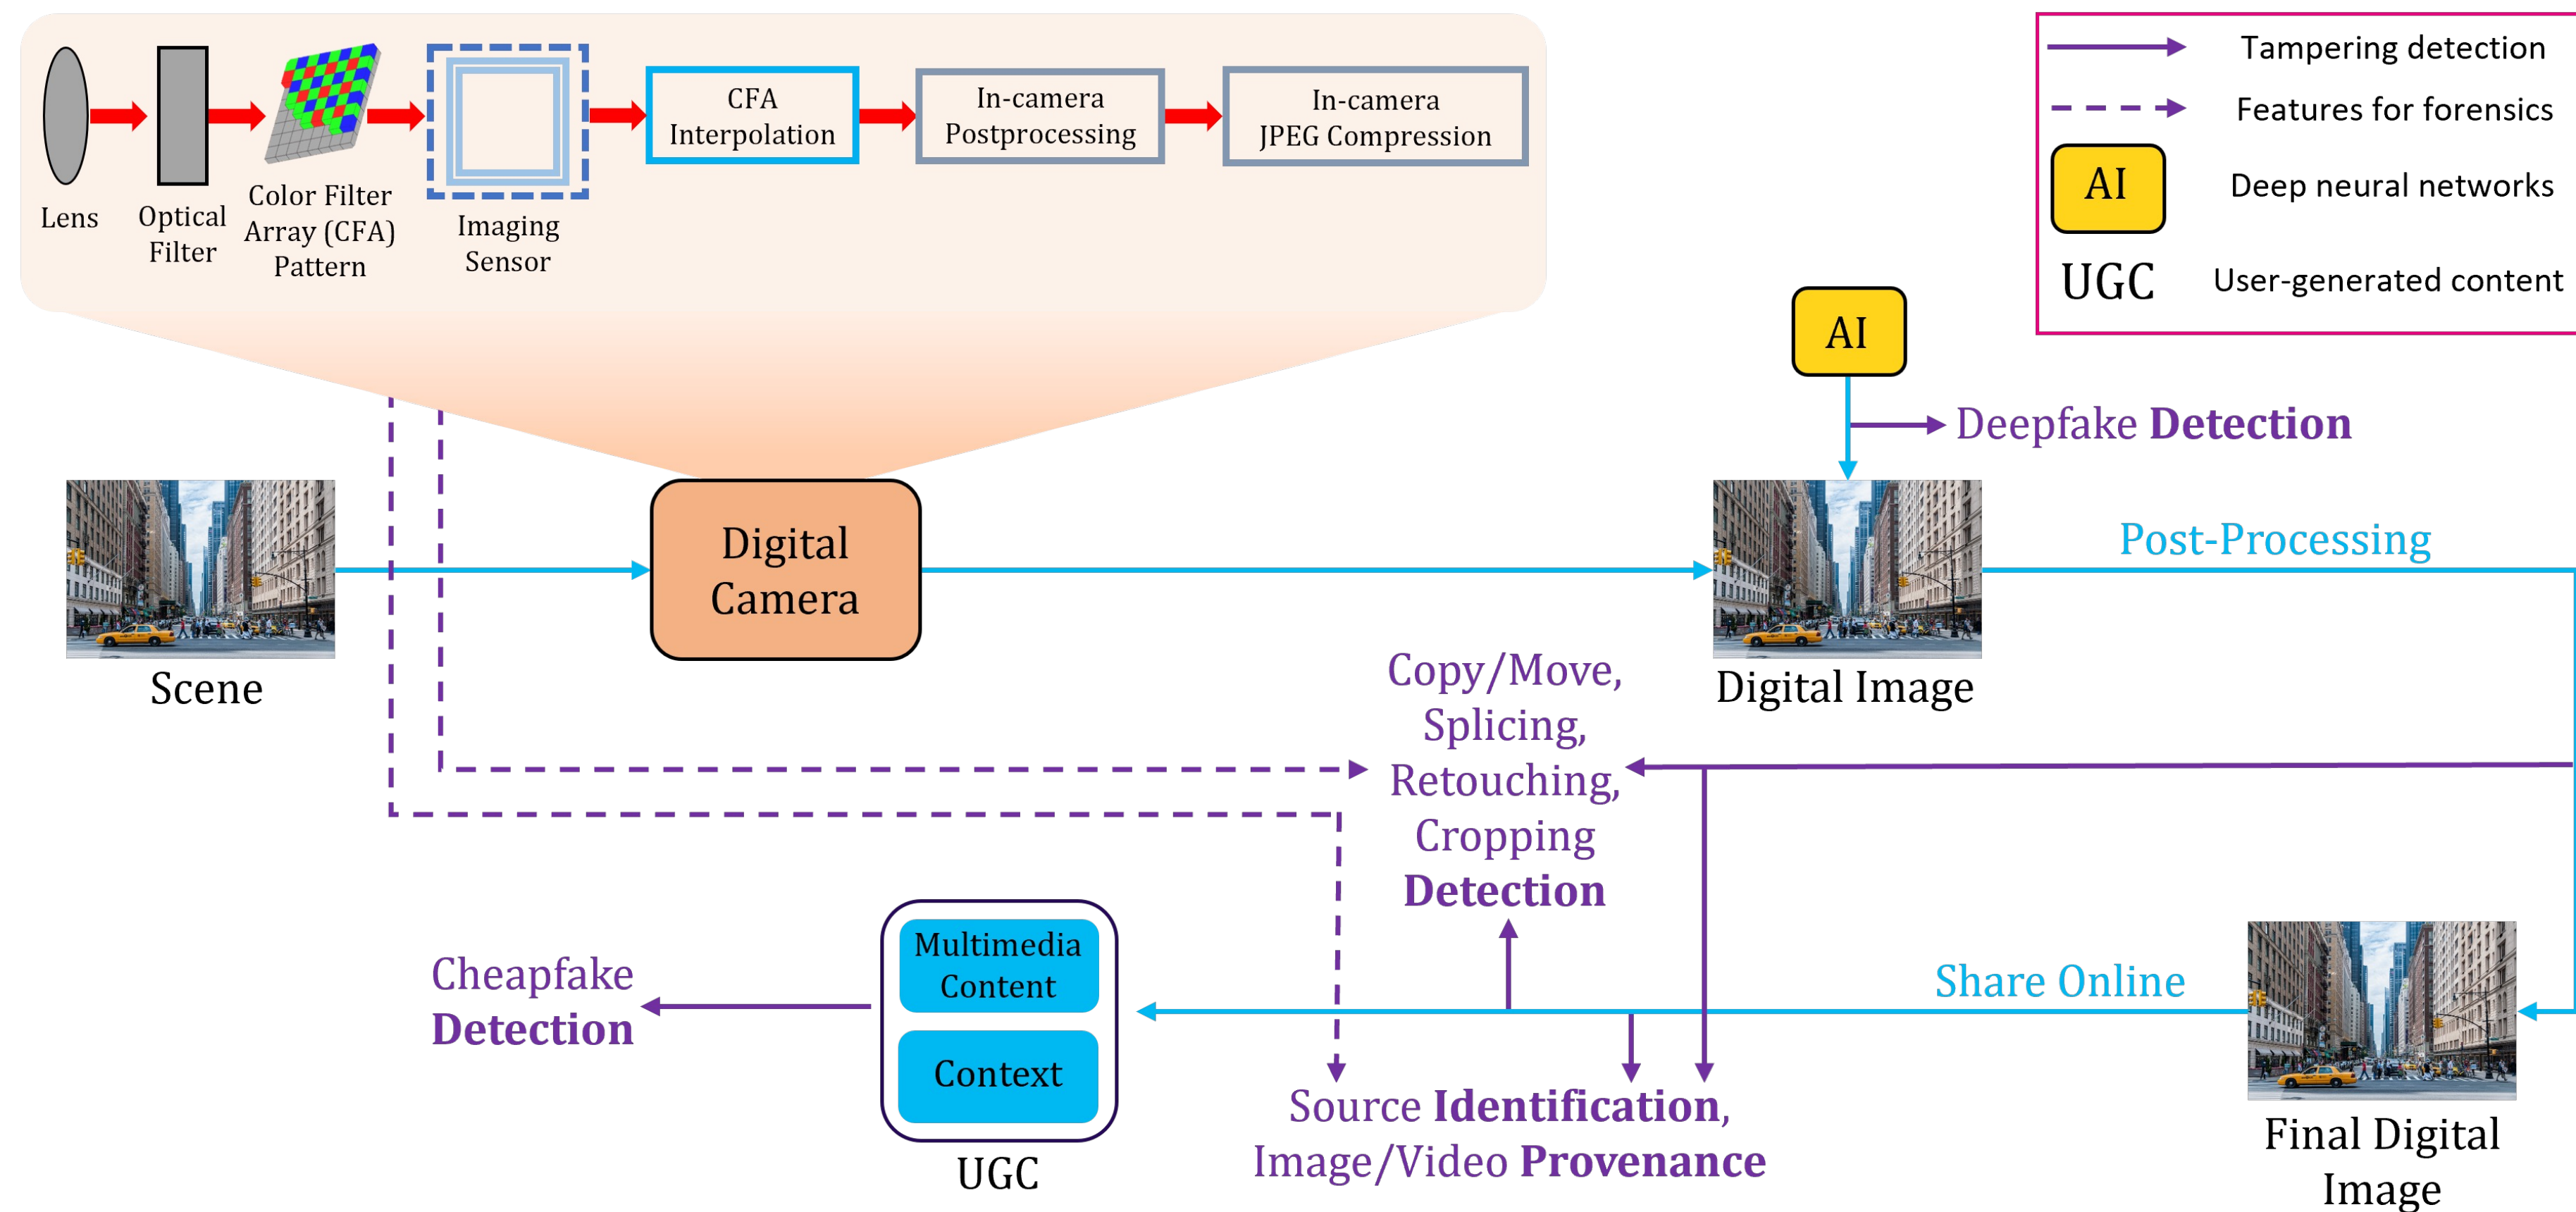 Lens
Optical
Filter
Color Filter
Array (CFA)
Pattern
Imaging
Sensor
CFA
Interpolation
In-camera
Postprocessing
In-camera
JPEG Compression
Tampering detection
Features for forensics
AI
Deep neural networks
UGC
User-generated content
AI
Deepfake Detection
Scene
Digital
Camera
Digital Image
Post-Processing
Copy/Move,
Splicing,
Retouching,
Cropping
Detection
Cheapfake
Detection
Multimedia
Content
Context
UGC
Share Online
Source Identification,
Image/Video Provenance
Final Digital
Image